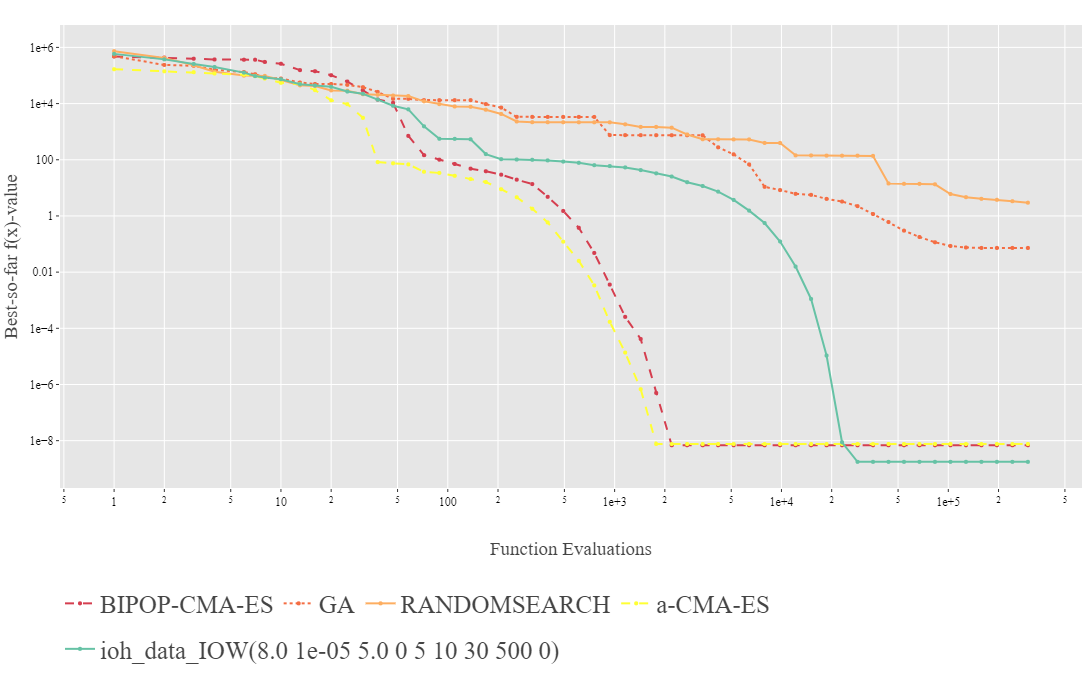 1e+6
1e+4
100
1
0.01
1e−4
1e−6
1e−8
Best-so-far f(x)-value
5 1 2 5 10 2 5 100 2 5 1e+3 2 5 1e+4 2 5 1e+5 2 5
Function Evaluations
BIPOP-CMA-ES GA RANDOMSEARCH a-CMA-ES
ioh_data_IOW(8.0 1e-05 5.0 0 5 10 30 500 0)